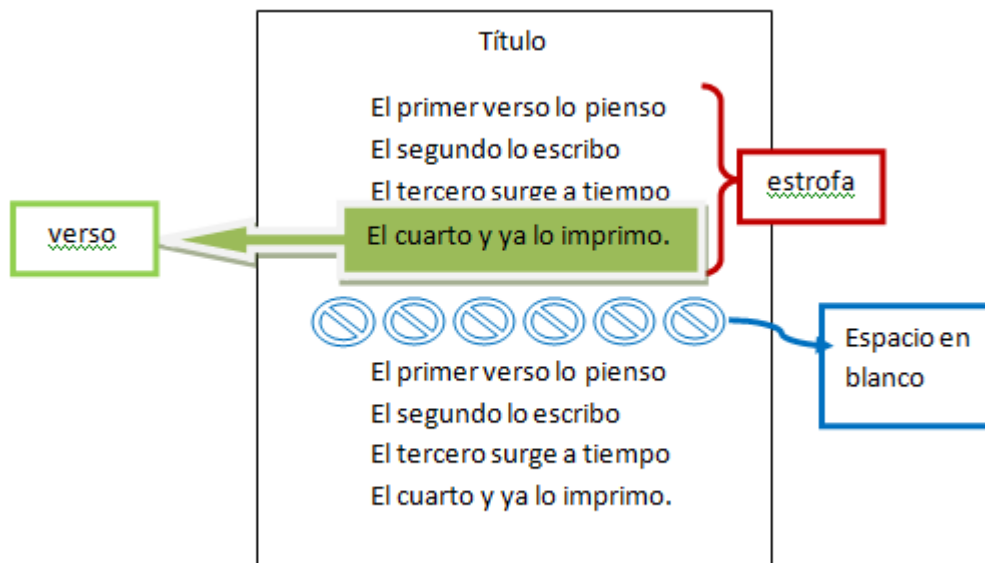 Título
El primer verso lo pienso
El segundo lo escribo
El tercero surge a tiempo
estrofa
verso
El cuarto y ya lo imprimo.
Espacio en
blanco
El primer verso lo pienso
El segundo lo escribo
El tercero surge a tiempo
El cuarto y ya lo imprimo.